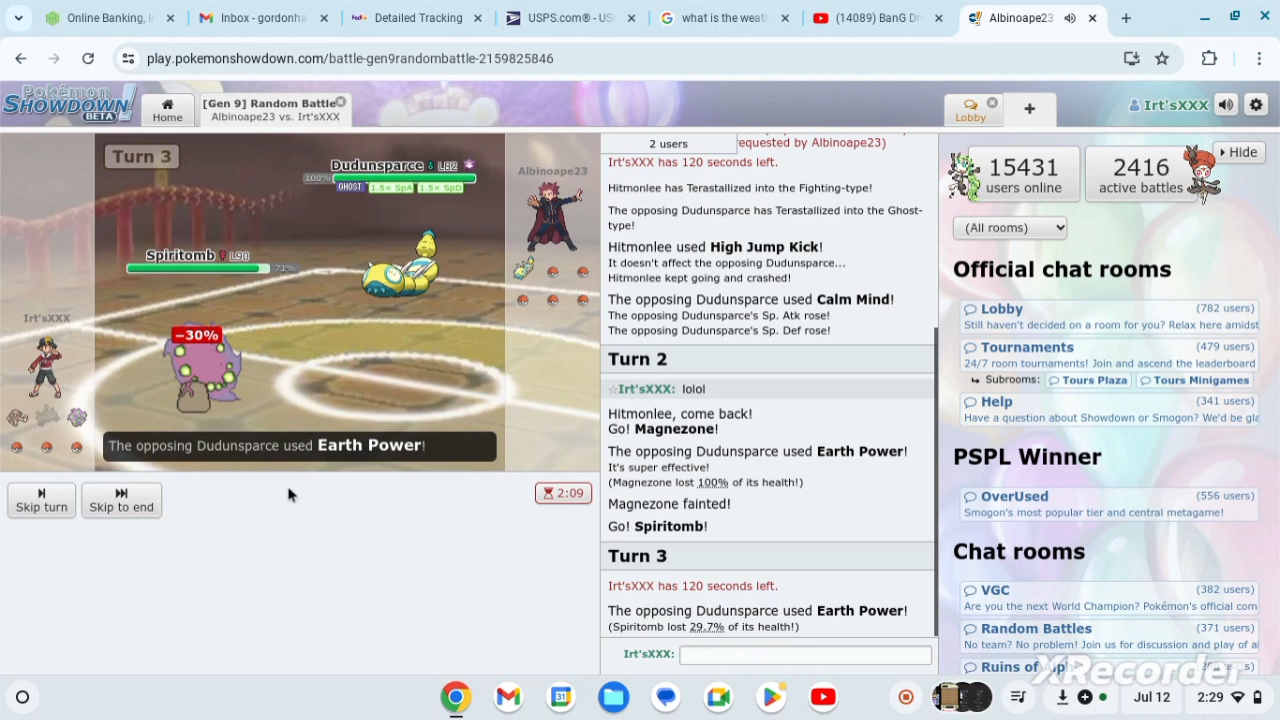 Online Banking, I
Inbox - gordonha
Detailed Tracking
USPS.com® - US
what is the weat
(14089) BanG Dr
Albinoape23
play.pokemonshowdown.com/battle-gen9randombattle-2159825846
Pokémon
SHOWDOWN!
BETA
Home
[Gen 9] Random Battle
Albinoape23 vs. Irt'sXXX
Lobby
Irt'sXXX
Turn 3
Dudunsparce L82
100%
GHOST 1.5× SpA 1.5× SpD
Albinoape23
Spiritomb L90
71%
Irt'sXXX
−30%
The opposing Dudunsparce used Earth Power!
Skip turn
Skip to end
2:09
2 users
requested by Albinoape23)
Irt'sXXX has 120 seconds left.
Hitmonlee has Terastallized into the Fighting-type!
The opposing Dudunsparce has Terastallized into the Ghost-
type!
Hitmonlee used High Jump Kick!
It doesn't affect the opposing Dudunsparce...
Hitmonlee kept going and crashed!
The opposing Dudunsparce used Calm Mind!
The opposing Dudunsparce's Sp. Atk rose!
The opposing Dudunsparce's Sp. Def rose!
Turn 2
☆Irt'sXXX: lolol
Hitmonlee, come back!
Go! Magnezone!
The opposing Dudunsparce used Earth Power!
It's super effective!
(Magnezone lost 100% of its health!)
Magnezone fainted!
Go! Spiritomb!
Turn 3
Irt'sXXX has 120 seconds left.
The opposing Dudunsparce used Earth Power!
(Spiritomb lost 29.7% of its health!)
Irt'sXXX:
15431
users online
2416
active battles
Hide
(All rooms)
Official chat rooms
Lobby (782 users)
Still haven't decided on a room for you? Relax here amidst
Tournaments (479 users)
24/7 room tournaments! Join and ascend the leaderboard
Subrooms: Tours Plaza Tours Minigames
Help (341 users)
Have a question about Showdown or Smogon? We'd be gla
PSPL Winner
OverUsed (556 users)
Smogon's most popular tier and central metagame!
Chat rooms
VGC (382 users)
Are you the next World Champion? Pokémon's official com
Random Battles (371 users)
No team? No problem! Join us for discussion and play of a
Ruins of Alph
XRecorder
31
Jul 12
2:29